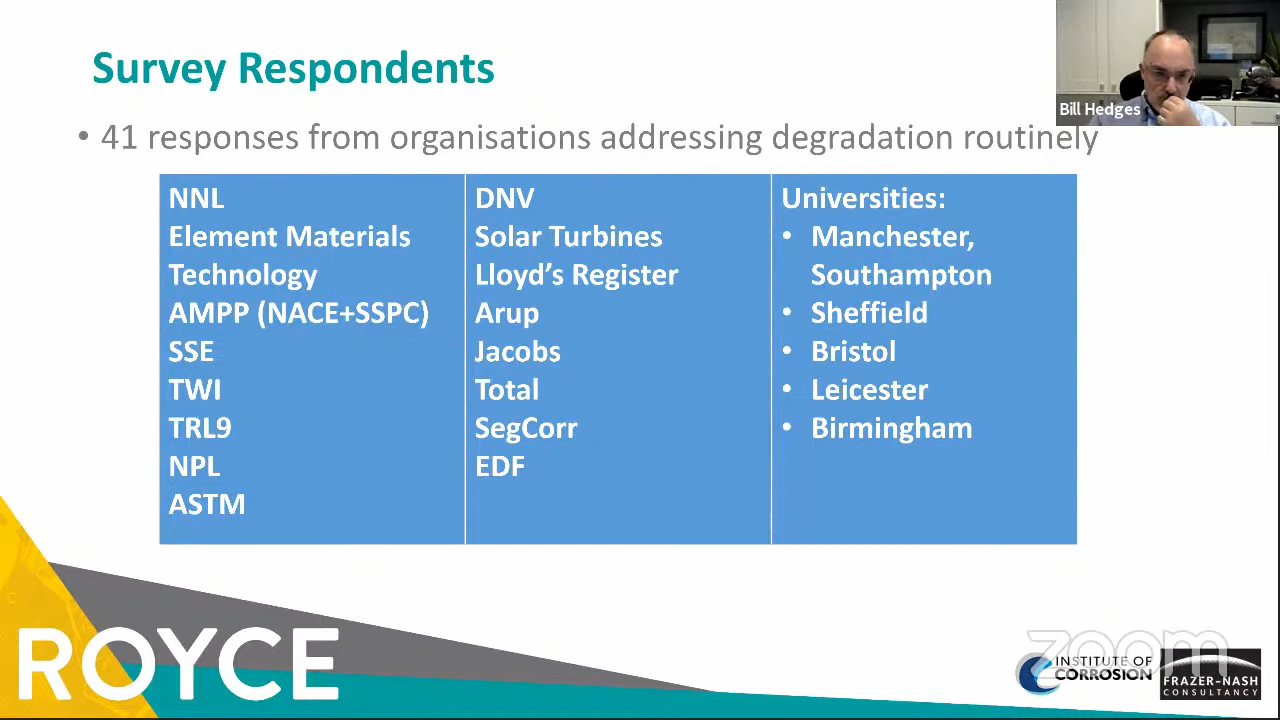 Survey Respondents
Bill Hedges
• 41 responses from organisations addressing degradation routinely
NNL
Element Materials
Technology
AMPP (NACE+SSPC)
SSE
TWI
TRL9
NPL
ASTM
DNV
Solar Turbines
Lloyd’s Register
Arup
Jacobs
Total
SegCorr
EDF
Universities:
• Manchester,
Southampton
• Sheffield
• Bristol
• Leicester
• Birmingham
ROYCE
zoom
INSTITUTE OF
CORROSION
FRAZER-NASH
CONSULTANCY